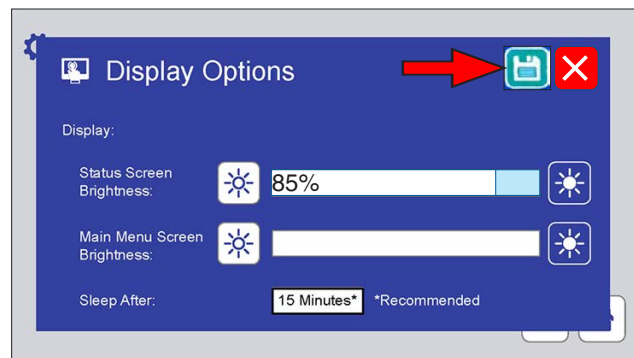 Display Options
Display:
Status Screen
Brightness:
85%
Main Menu Screen
Brightness:
Sleep After:
15 Minutes*
*Recommended